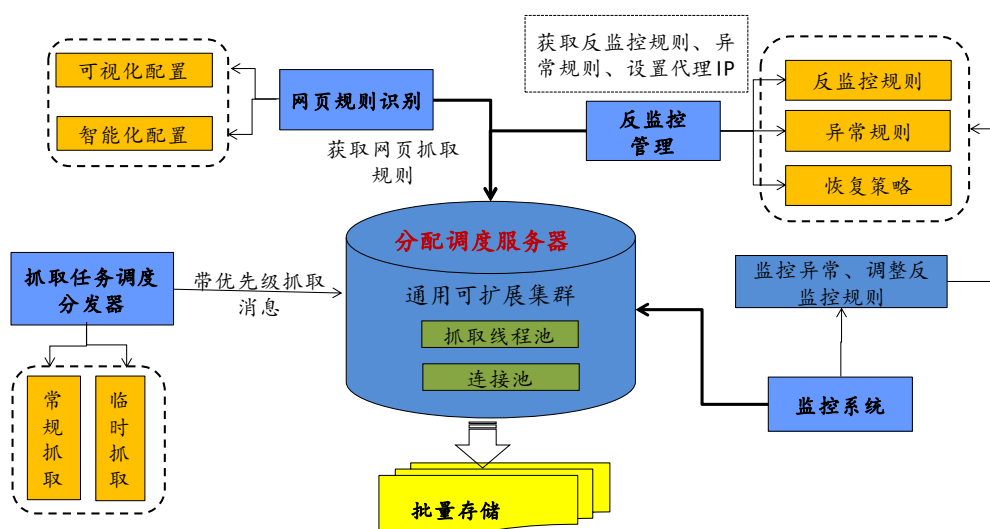 可视化配置
智能化配置
网页规则识别
获取网页抓取
规则
获取反监控规则、异
常规则、设置代理IP
反监控
管理
反监控规则
异常规则
恢复策略
分配调度服务器
通用可扩展集群
抓取线程池
连接池
抓取任务调度
分发器
带优先级抓取
消息
常规抓取
临时抓取
监控异常、调整反
监控规则
监控系统
批量存储